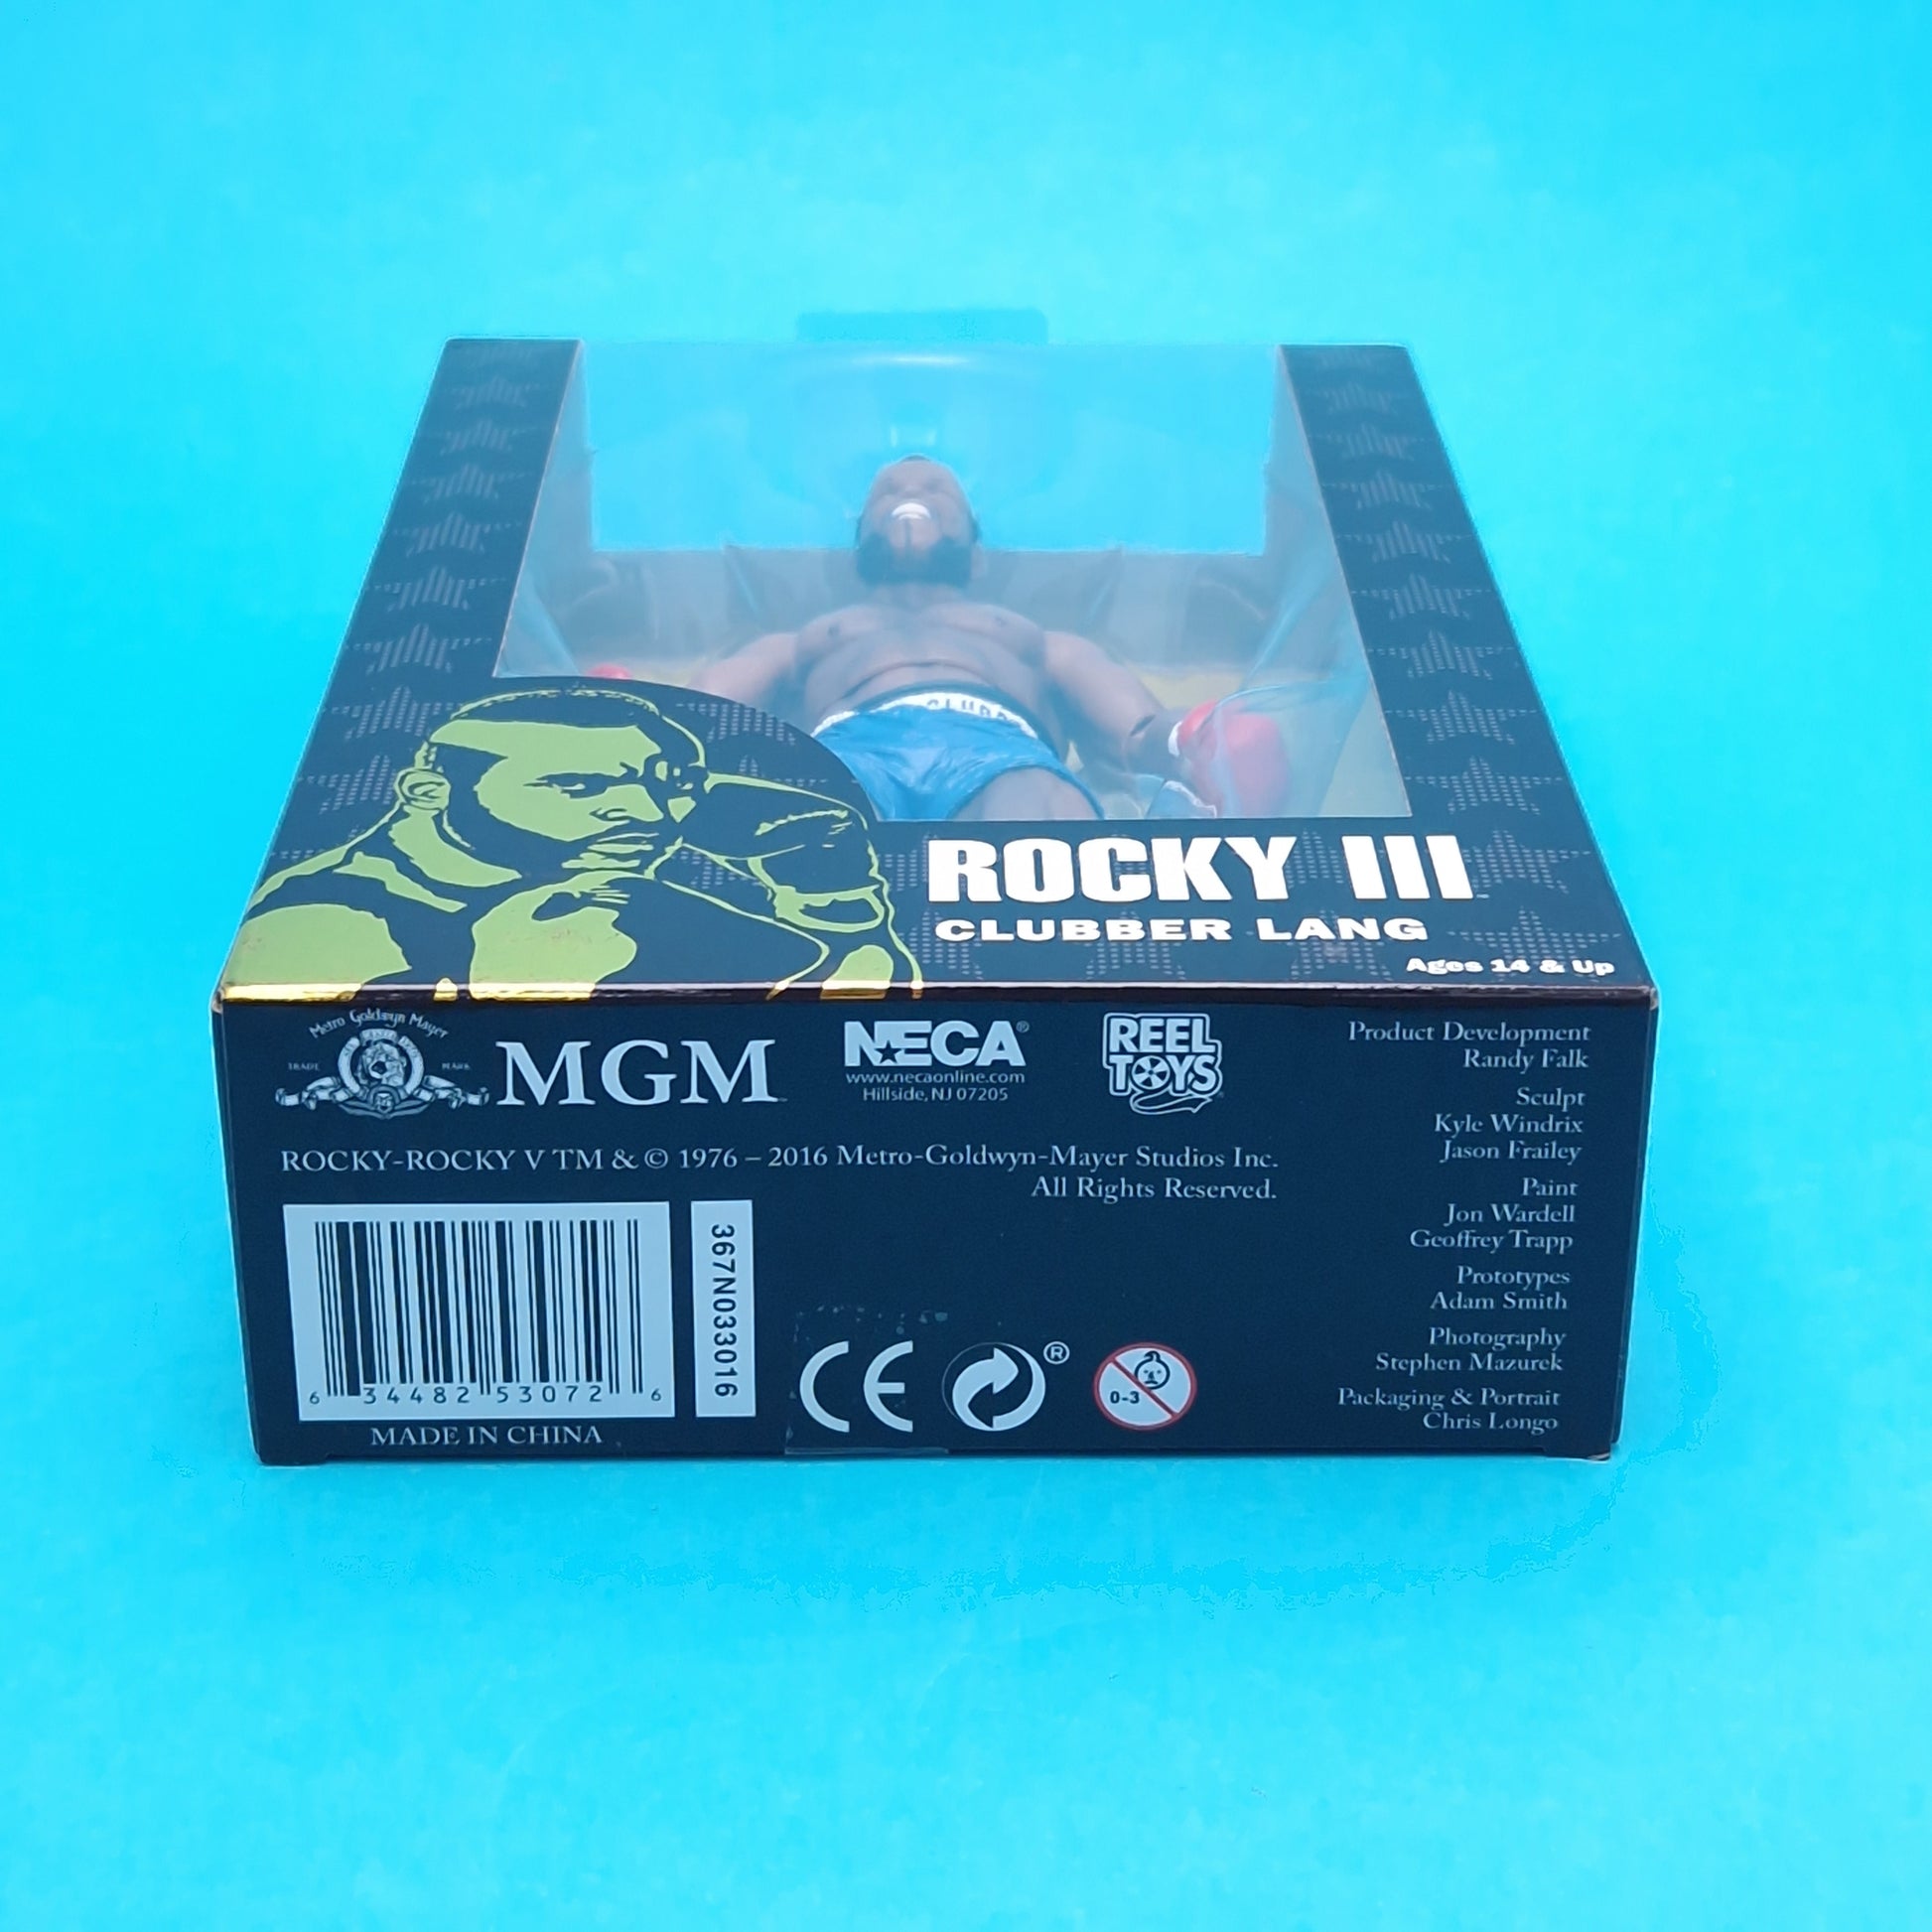 CLUBB
ROCKY III
CLUBBER LANG
Ages 14 & Up
Metro Goldwyn Mayer
TRADE MARK
MGM
NECA®
www.necaonline.com
Hillside, NJ 07205
REEL
TOYS
ROCKY-ROCKY V TM & © 1976 – 2016 Metro-Goldwyn-Mayer Studios Inc.
All Rights Reserved.
6 34482 53072 6
MADE IN CHINA
367N033016
CE
®
0-3
Product Development
Randy Falk
Sculpt
Kyle Windrix
Jason Frailey
Paint
Jon Wardell
Geoffrey Trapp
Prototypes
Adam Smith
Photography
Stephen Mazurek
Packaging & Portrait
Chris Longo